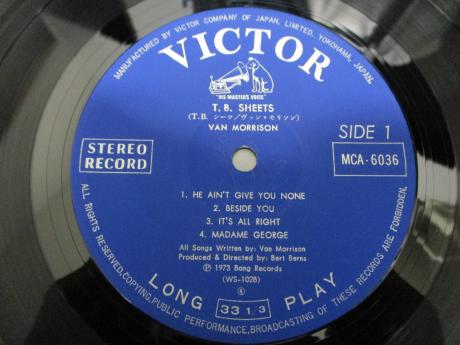 MANUFACTURED BY VICTOR COMPANY OF JAPAN, LIMITED, YOKOHAMA, JAPAN.
VICTOR
"HIS MASTER'S VOICE"
T. B. SHEETS
(T.B. シーツ/ヴァン・モリソン)
VAN MORRISON
STEREO
RECORD
SIDE 1
MCA-6036
1. HE AIN'T GIVE YOU NONE
2. BESIDE YOU
3. IT'S ALL RIGHT
4. MADAME GEORGE
All Songs Written by: Van Morrison
Produced & Directed by: Bert Berns
Ⓟ 1973 Bang Records
(WS-1028)
LONG 33 1/3 PLAY
ALL RIGHTS RESERVED. COPYING, PUBLIC PERFORMANCE, BROADCASTING OF THESE RECORDS ARE FORBIDDEN.